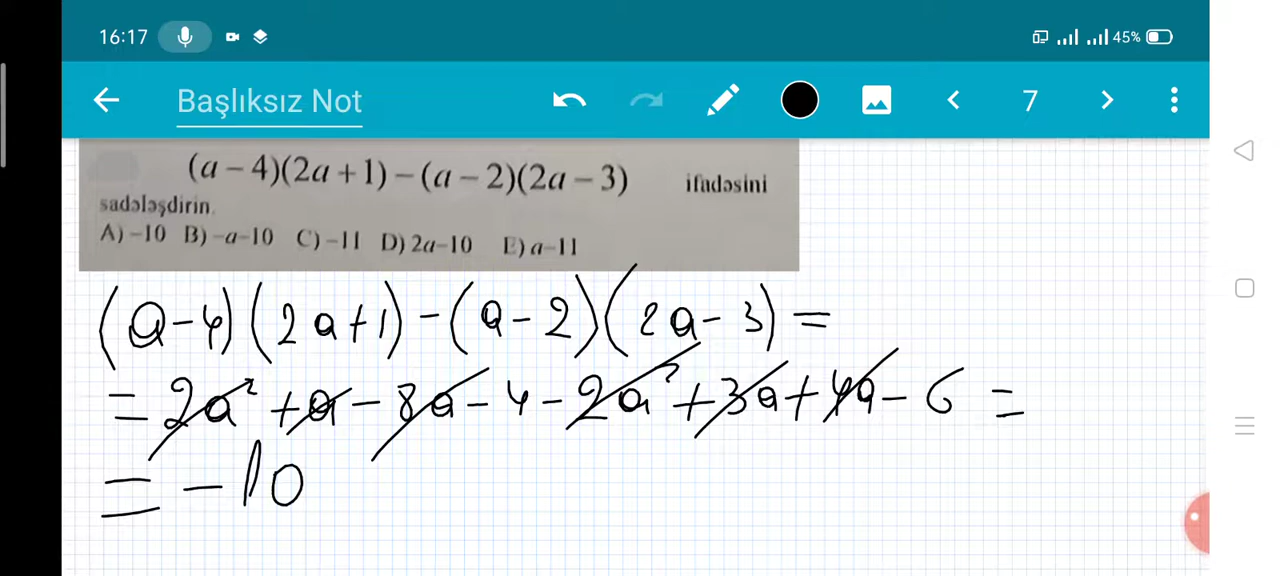 16:17 45%
Başlıksız Not 7
(a – 4)(2a + 1) – (a – 2)(2a – 3) ifadəsini
sadələşdirin.
A) –10 B) –a–10 C) –11 D) 2a–10 E) a–11
(a – 4)(2a + 1) – (a – 2)(2a – 3) =
= 2a² + a – 8a – 4 – 2a² + 3a + 4a – 6 =
= – 10